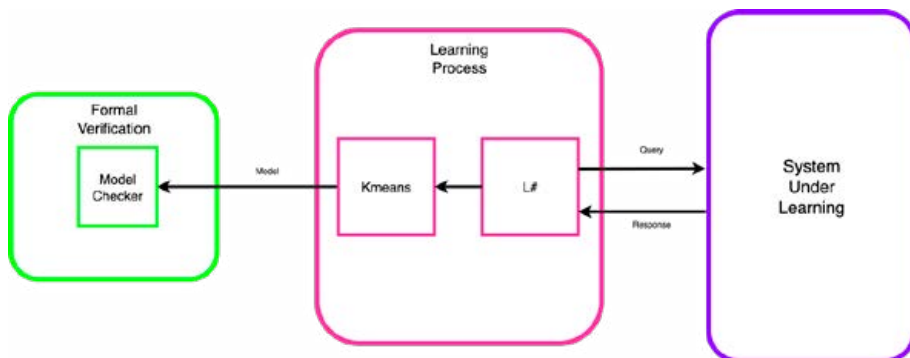 Formal
Verification
Model
Checker
Model
Learning
Process
Kmeans
L#
Query
Response
System
Under
Learning